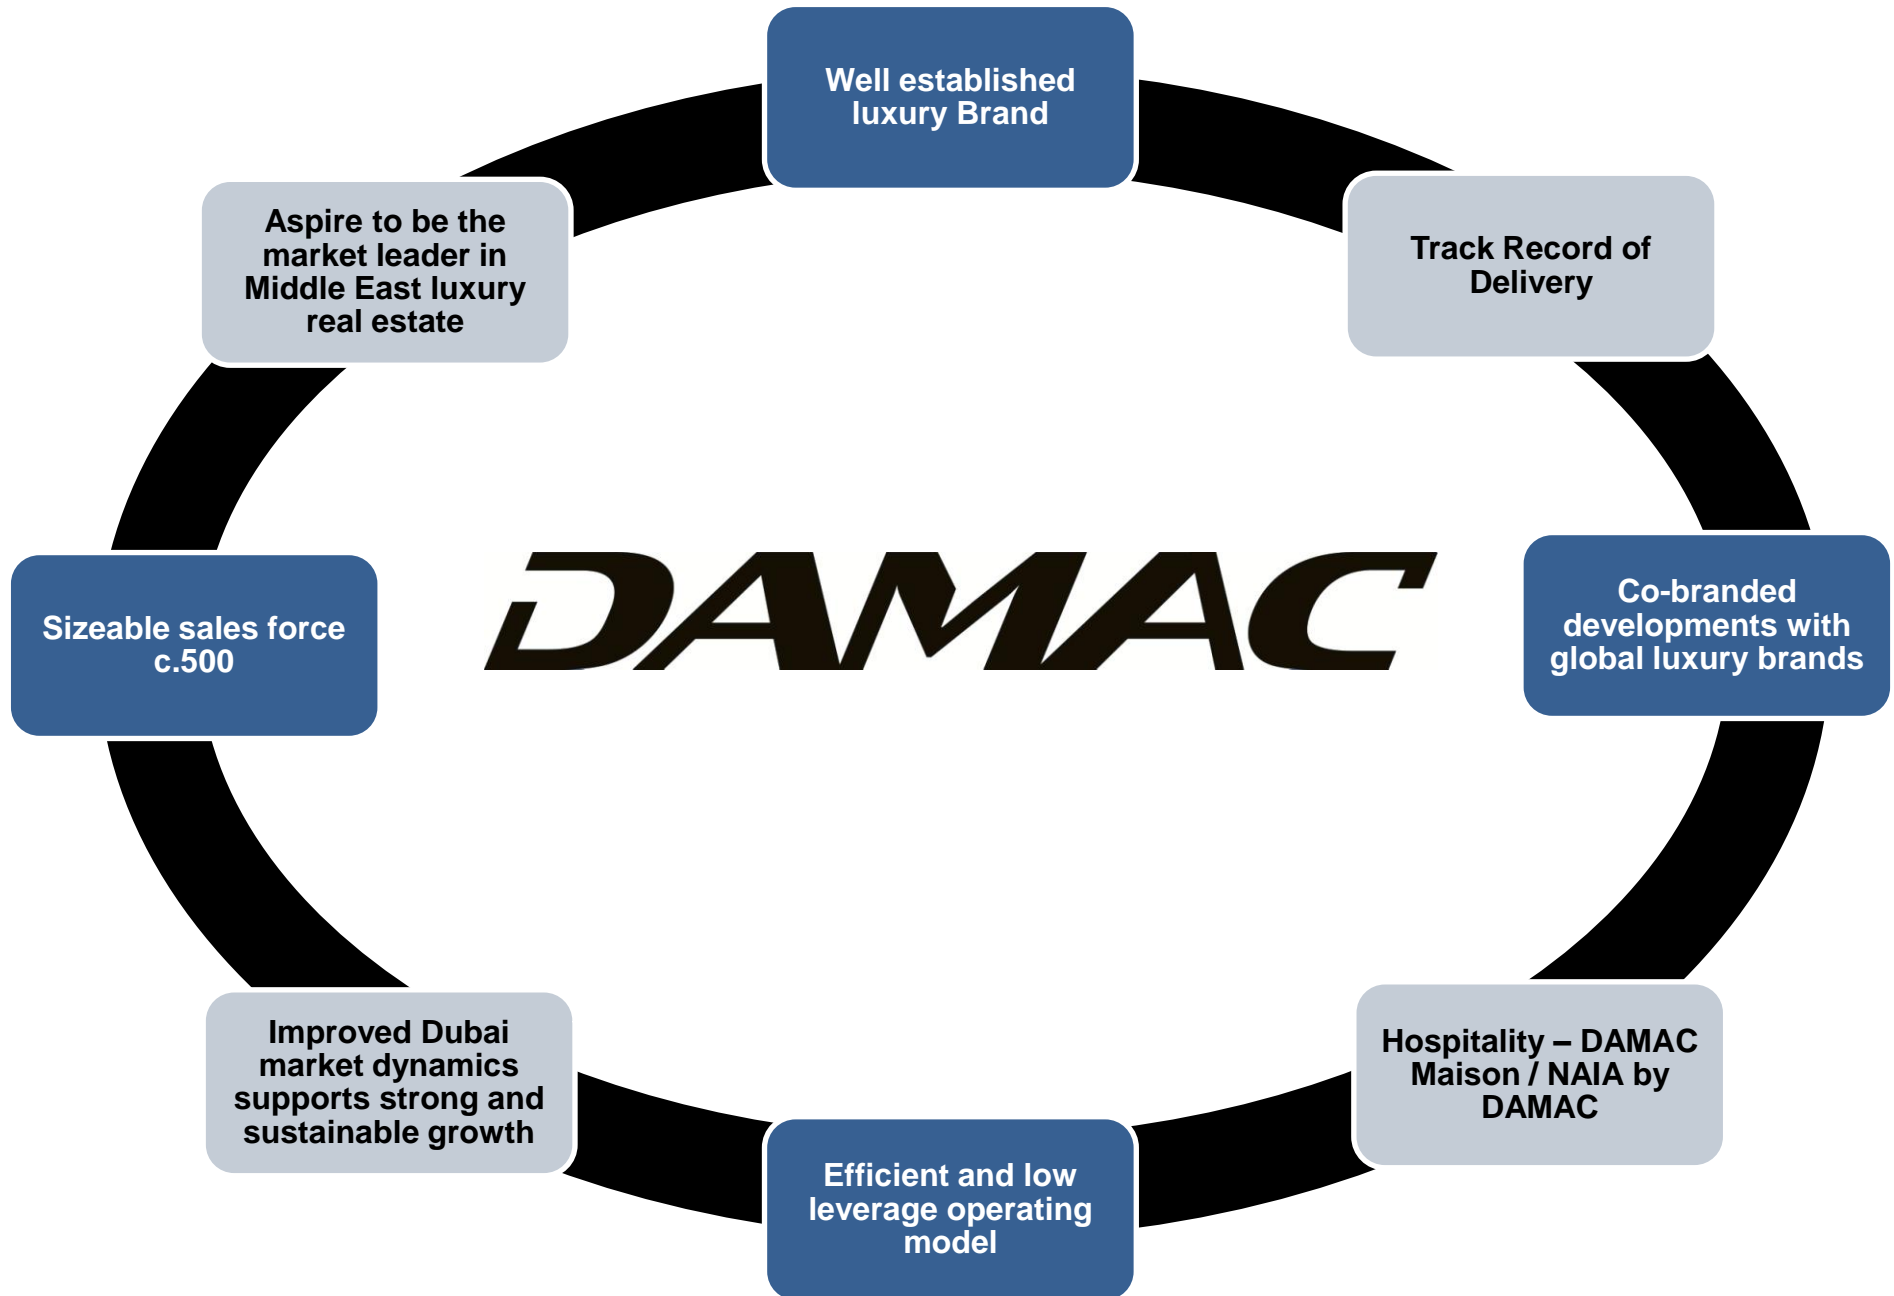 Well established
luxury Brand
Track Record of
Delivery
Co-branded
developments with
global luxury brands
Hospitality – DAMAC
Maison / NAIA by
DAMAC
Efficient and low
leverage operating
model
Improved Dubai
market dynamics
supports strong and
sustainable growth
Sizeable sales force
c.500
Aspire to be the
market leader in
Middle East luxury
real estate
DAMAC